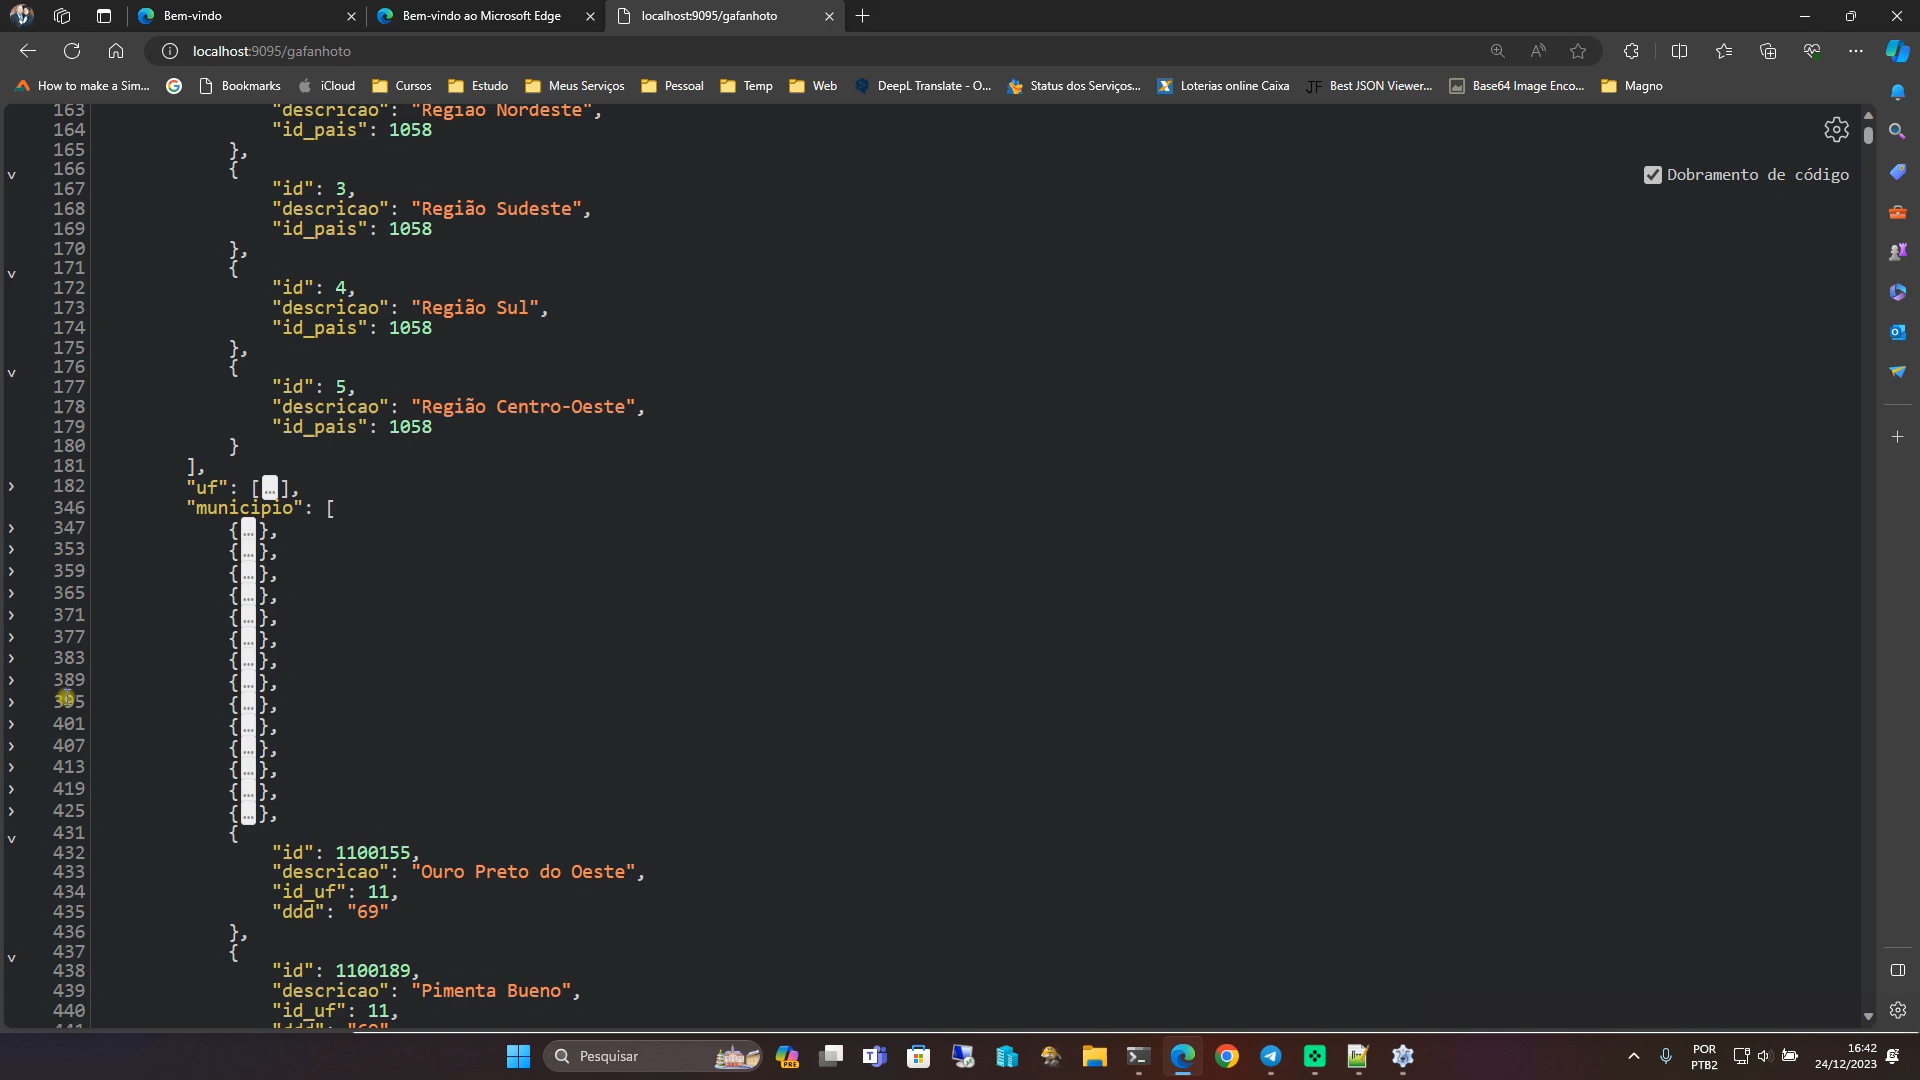 Bem-vindo
Bem-vindo ao Microsoft Edge
localhost:9095/gafanhoto
localhost:9095/gafanhoto
How to make a Sim...
Bookmarks
iCloud
Cursos
Estudo
Meus Serviços
Pessoal
Temp
Web
DeepL Translate - O...
Status dos Serviços...
Loterias online Caixa
JF Best JSON Viewer...
Base64 Image Enco...
Magno
Dobramento de código
163 "descricao": "Região Nordeste",
164 "id_pais": 1058
165 },
166 {
167 "id": 3,
168 "descricao": "Região Sudeste",
169 "id_pais": 1058
170 },
171 {
172 "id": 4,
173 "descricao": "Região Sul",
174 "id_pais": 1058
175 },
176 {
177 "id": 5,
178 "descricao": "Região Centro-Oeste",
179 "id_pais": 1058
180 }
181 ],
182 "uf": […],
346 "municipio": [
347 {…},
353 {…},
359 {…},
365 {…},
371 {…},
377 {…},
383 {…},
389 {…},
395 {…},
401 {…},
407 {…},
413 {…},
419 {…},
425 {…},
431 {
432 "id": 1100155,
433 "descricao": "Ouro Preto do Oeste",
434 "id_uf": 11,
435 "ddd": "69"
436 },
437 {
438 "id": 1100189,
439 "descricao": "Pimenta Bueno",
440 "id_uf": 11,
Pesquisar
PRE
POR
PTB2
16:42
24/12/2023